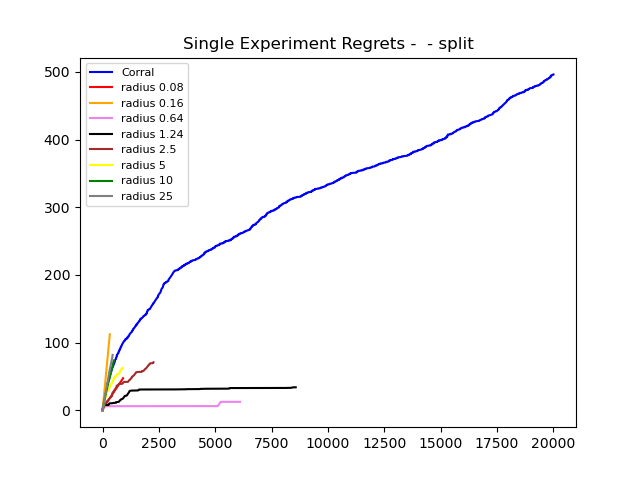 Single Experiment Regrets -  - split
Corral
radius 0.08
radius 0.16
radius 0.64
radius 1.24
radius 2.5
radius 5
radius 10
radius 25
500
400
300
200
100
0
0 2500 5000 7500 10000 12500 15000 17500 20000